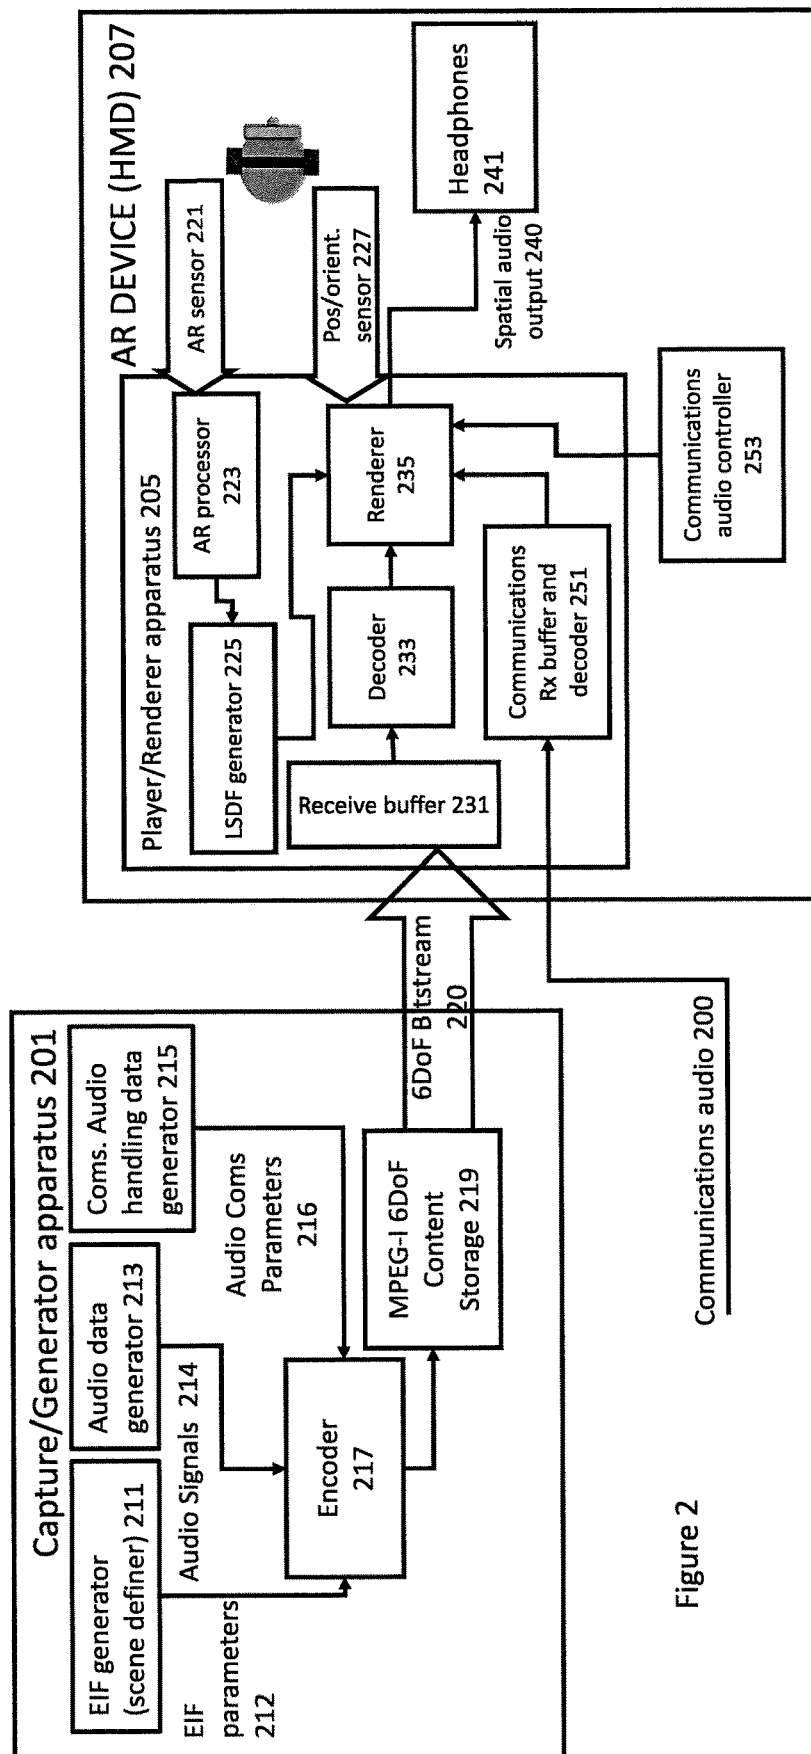 Capture/Generator apparatus 201
EIF generator
(scene definer) 211
Audio data
generator 213
Coms. Audio
handling data
generator 215
EIF
parameters
212
Audio Signals 214
Audio Coms
Parameters
216
Encoder
217
MPEG-I 6DoF
Content
Storage 219
6DoF Bitstream
220
Communications audio 200
AR DEVICE (HMD) 207
Player/Renderer apparatus 205
AR sensor 221
AR processor
223
LSDF generator 225
Pos/orient.
sensor 227
Receive buffer 231
Decoder
233
Renderer
235
Communications
Rx buffer and
decoder 251
Communications
audio controller
253
Spatial audio
output 240
Headphones
241
Figure 2